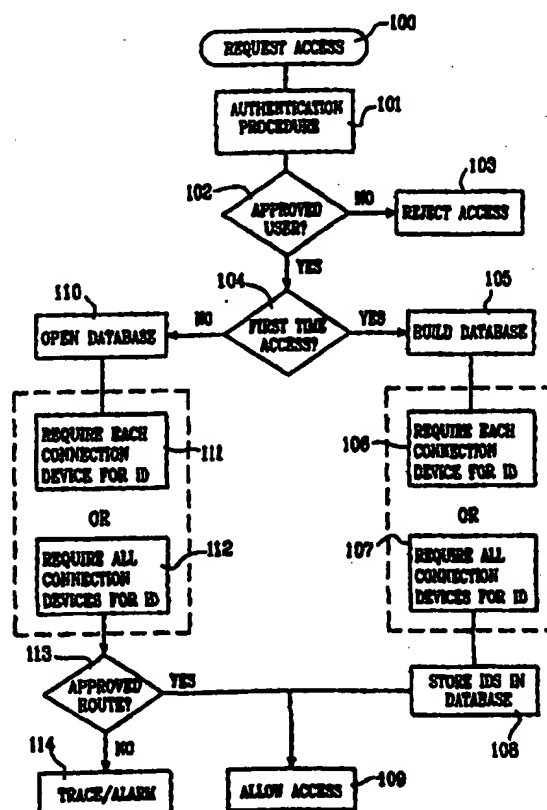 100
REQUEST ACCESS
101
AUTHENTICATION
PROCEDURE
102
APPROVED
USER?
NO
103
REJECT ACCESS
YES
104
FIRST TIME
ACCESS?
NO
YES
110
OPEN DATABASE
105
BUILD DATABASE
REQUIRE EACH
CONNECTION
DEVICE FOR ID
111
OR
112
REQUIRE ALL
CONNECTION
DEVICES FOR ID
106
REQUIRE EACH
CONNECTION
DEVICE FOR ID
OR
107
REQUIRE ALL
CONNECTION
DEVICES FOR ID
113
APPROVED
ROUTE?
YES
STORE IDS IN
DATABASE
108
NO
114
TRACE/ALARM
ALLOW ACCESS
109